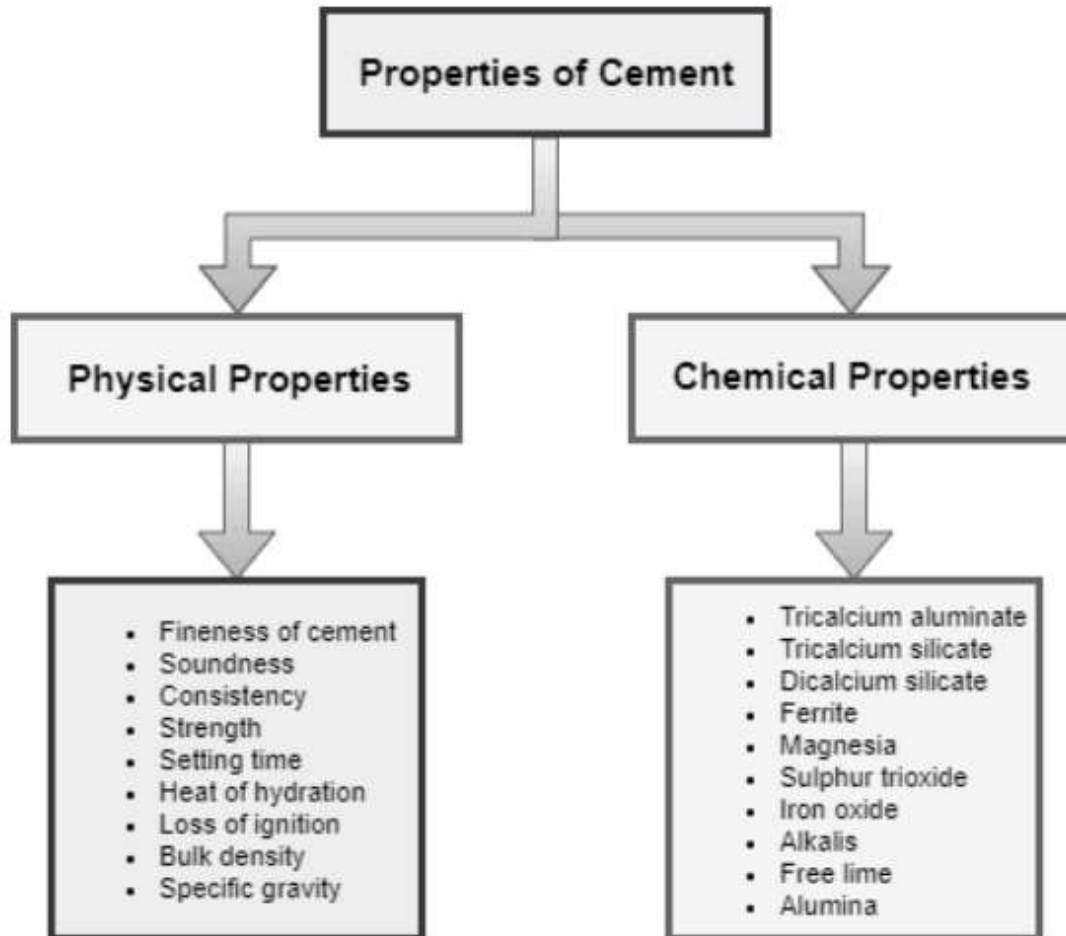 Properties of Cement
Physical Properties
Chemical Properties
• Fineness of cement
• Soundness
• Consistency
• Strength
• Setting time
• Heat of hydration
• Loss of ignition
• Bulk density
• Specific gravity
• Tricalcium aluminate
• Tricalcium silicate
• Dicalcium silicate
• Ferrite
• Magnesia
• Sulphur trioxide
• Iron oxide
• Alkalis
• Free lime
• Alumina